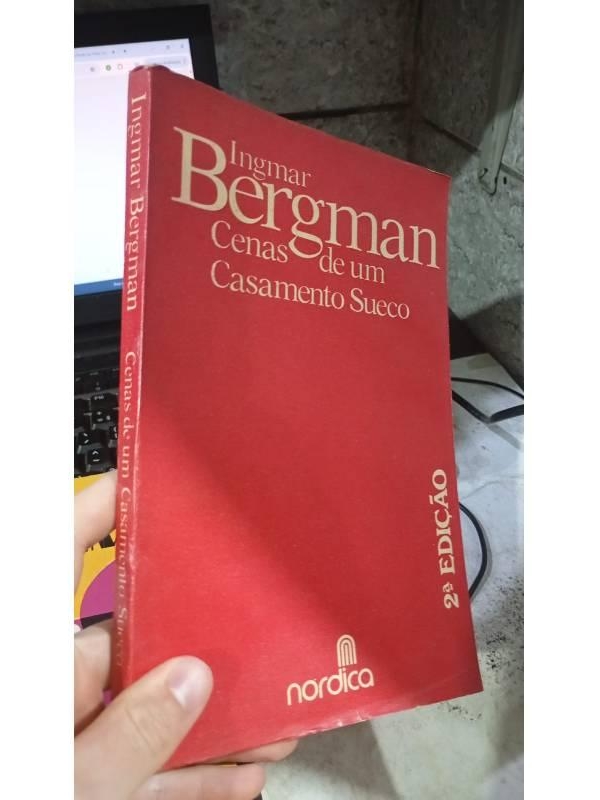 Ingmar
Bergman
Cenas de um
Casamento Sueco
2ª EDIÇÃO
nordica
Ingmar Bergman Cenas de um Casamento Sueco